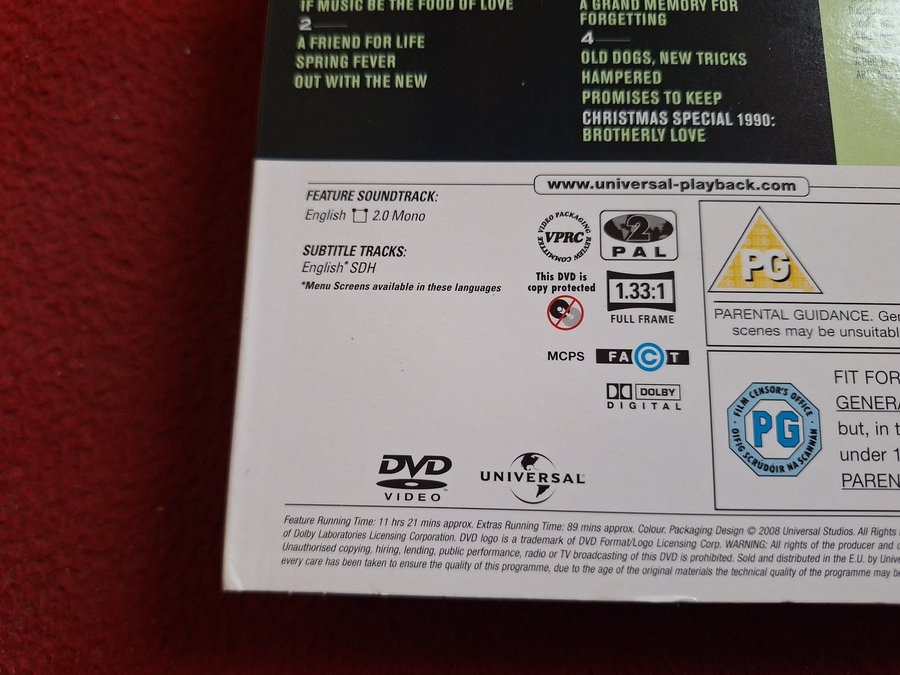 IF MUSIC BE THE FOOD OF LOVE
2
A FRIEND FOR LIFE
SPRING FEVER
OUT WITH THE NEW
A GRAND MEMORY FOR
FORGETTING
4
OLD DOGS, NEW TRICKS
HAMPERED
PROMISES TO KEEP
CHRISTMAS SPECIAL 1990:
BROTHERLY LOVE
www.universal-playback.com
FEATURE SOUNDTRACK:
English 2.0 Mono
SUBTITLE TRACKS:
English* SDH
*Menu Screens available in these languages
VIDEO PACKAGING REVIEW COMMITTEE
VPRC
2
PAL
This DVD is
copy protected
1.33:1
FULL FRAME
MCPS
FACT
DOLBY
DIGITAL
DVD
VIDEO
UNIVERSAL
PG
PARENTAL GUIDANCE. Gen
scenes may be unsuitabl
FILM CENSOR'S OFFICE
PG
OIFIG SCRÚDÓIR NA SCANNÁN
FIT FOR
GENERA
but, in t
under 1
PAREN
Feature Running Time: 11 hrs 21 mins approx. Extras Running Time: 89 mins approx. Colour. Packaging Design © 2008 Universal Studios. All Rights
of Dolby Laboratories Licensing Corporation. DVD logo is a trademark of DVD Format/Logo Licensing Corp. WARNING: All rights of the producer and
Unauthorised copying, hiring, lending, public performance, radio or TV broadcasting of this DVD is prohibited. Sold and distributed in the E.U. by Unive
every care has been taken to ensure the quality of this programme, due to the age of the original materials the technical quality of the programme may be